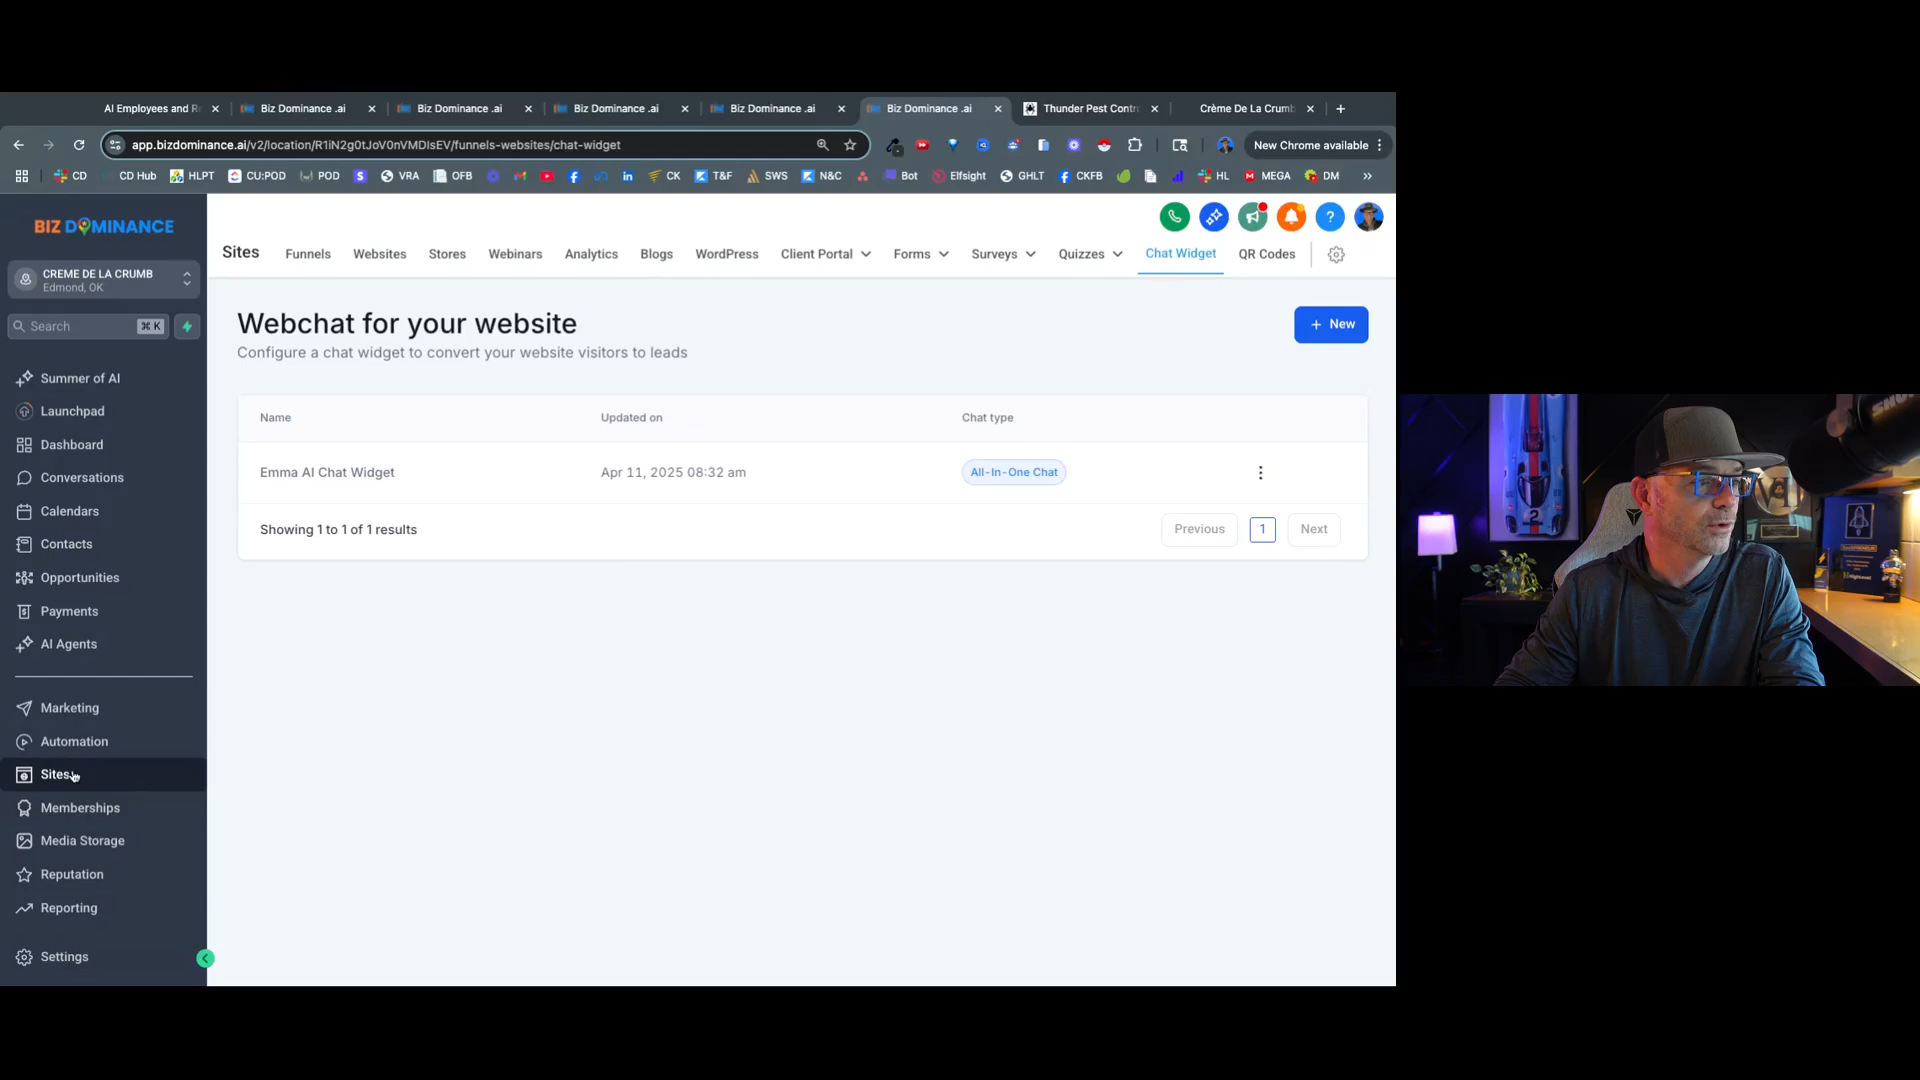 AI Employees and R
Biz Dominance .ai
Biz Dominance .ai
Biz Dominance .ai
Biz Dominance .ai
Biz Dominance .ai
Thunder Pest Contr
Crème De La Crumb
app.bizdominance.ai/v2/location/R1iN2g0tJoV0nVMDIsEV/funnels-websites/chat-widget
New Chrome available
CD
CD Hub
HLPT
CU:POD
POD
VRA
OFB
CK
T&F
SWS
N&C
Bot
Elfsight
GHLT
CKFB
HL
MEGA
DM
BIZ DOMINANCE
CREME DE LA CRUMB
Edmond, OK
Search
⌘ K
Summer of AI
Launchpad
Dashboard
Conversations
Calendars
Contacts
Opportunities
Payments
AI Agents
Marketing
Automation
Sites
Memberships
Media Storage
Reputation
Reporting
Settings
Sites
Funnels
Websites
Stores
Webinars
Analytics
Blogs
WordPress
Client Portal
Forms
Surveys
Quizzes
Chat Widget
QR Codes
Webchat for your website
Configure a chat widget to convert your website visitors to leads
+ New
Name Updated on Chat type
Emma AI Chat Widget Apr 11, 2025 08:32 am All-In-One Chat
Showing 1 to 1 of 1 results
Previous 1 Next
SHU
2